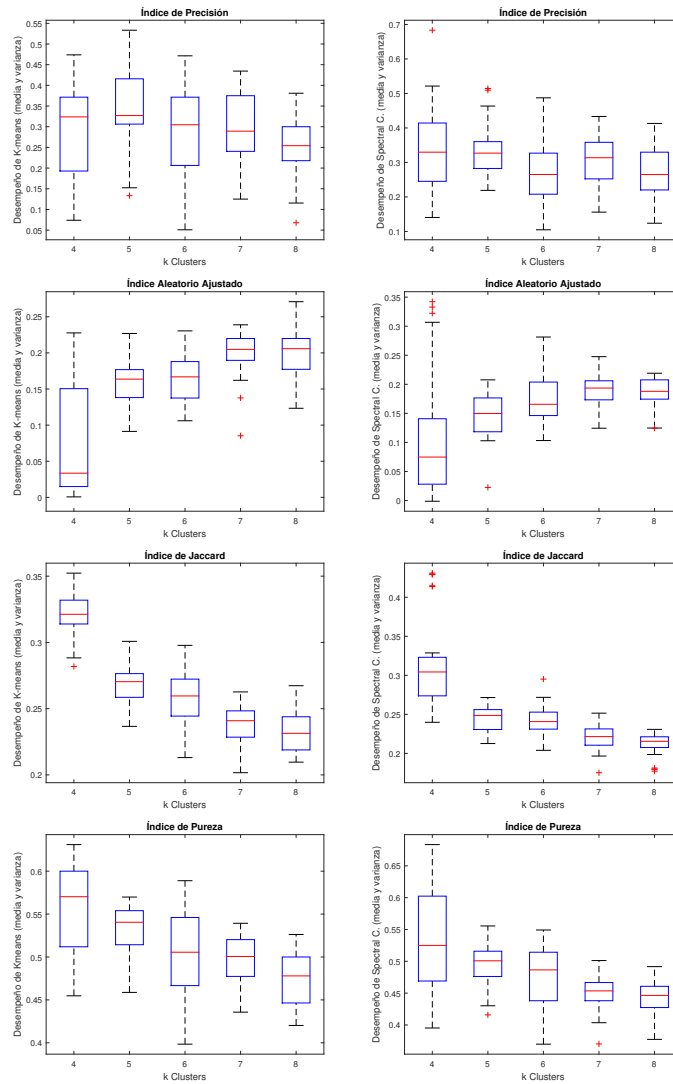 Índice de Precisión
Desempeño de K-means (media y varianza)
0.55
0.5
0.45
0.4
0.35
0.3
0.25
0.2
0.15
0.1
0.05
4 5 6 7 8
k Clusters
Índice de Precisión
Desempeño de Spectral C. (media y varianza)
0.7
0.6
0.5
0.4
0.3
0.2
0.1
4 5 6 7 8
k Clusters
Índice Aleatorio Ajustado
Desempeño de K-means (media y varianza)
0.25
0.2
0.15
0.1
0.05
0
4 5 6 7 8
k Clusters
Índice Aleatorio Ajustado
Desempeño de Spectral C. (media y varianza)
0.35
0.3
0.25
0.2
0.15
0.1
0.05
0
4 5 6 7 8
k Clusters
Índice de Jaccard
Desempeño de K-means (media y varianza)
0.35
0.3
0.25
0.2
4 5 6 7 8
k Clusters
Índice de Jaccard
Desempeño de Spectral C. (media y varianza)
0.4
0.35
0.3
0.25
0.2
4 5 6 7 8
k Clusters
Índice de Pureza
Desempeño de Kmeans (media y varianza)
0.6
0.55
0.5
0.45
0.4
4 5 6 7 8
k Clusters
Índice de Pureza
Desempeño de Spectral C. (media y varianza)
0.65
0.6
0.55
0.5
0.45
0.4
4 5 6 7 8
k Clusters